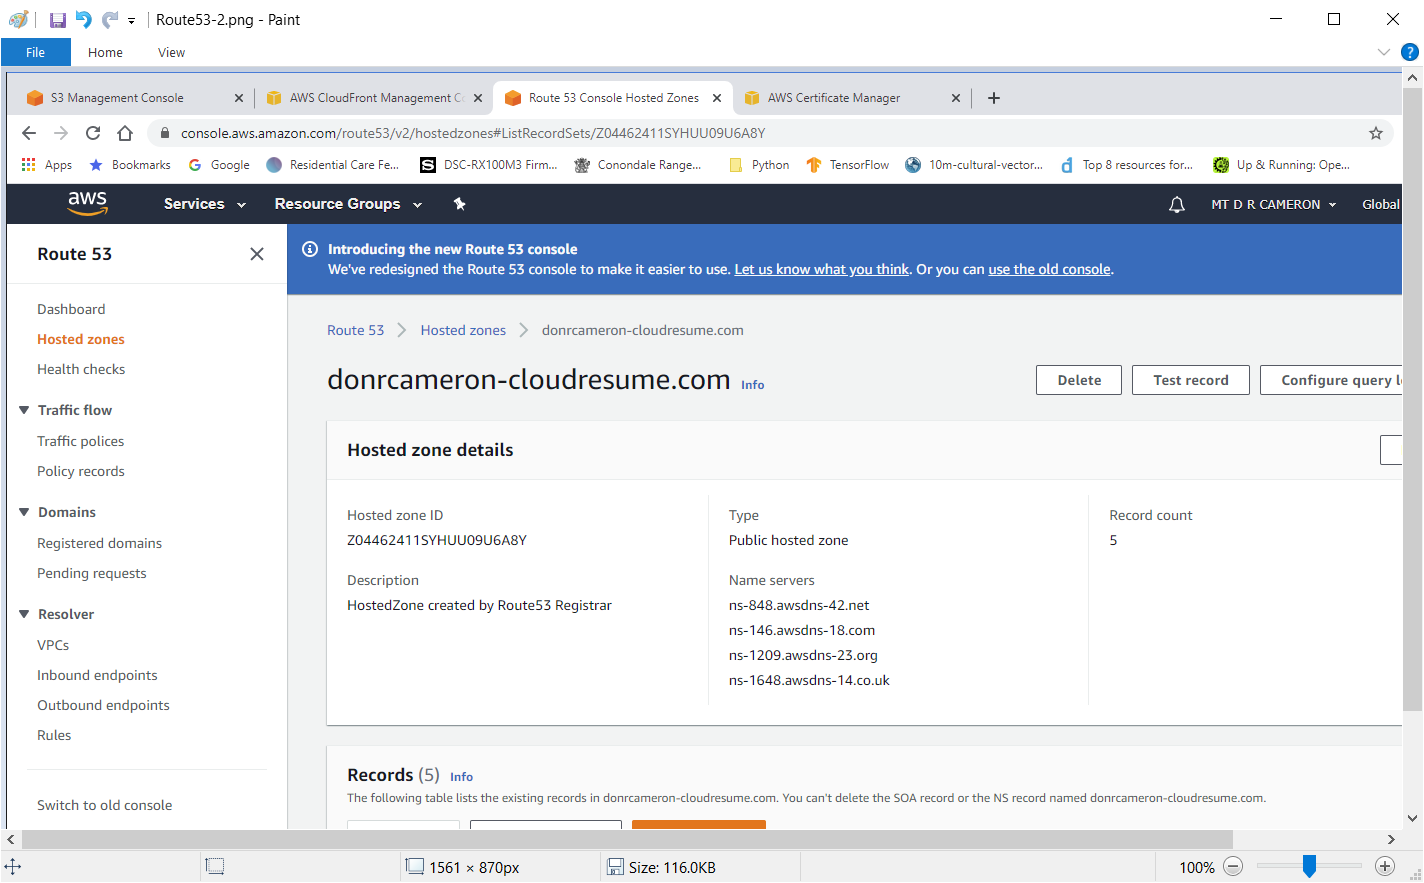 Route53-2.png - Paint
File Home View
S3 Management Console AWS CloudFront Management C Route 53 Console Hosted Zones AWS Certificate Manager
console.aws.amazon.com/route53/v2/hostedzones#ListRecordSets/Z04462411SYHUU09U6A8Y
Apps Bookmarks Google Residential Care Fe... DSC-RX100M3 Firm... Conondale Range... Python TensorFlow 10m-cultural-vector... Top 8 resources for... Up & Running: Ope...
aws Services Resource Groups MT D R CAMERON Global
Route 53
Introducing the new Route 53 console
We've redesigned the Route 53 console to make it easier to use. Let us know what you think. Or you can use the old console.
Dashboard
Hosted zones
Health checks
Traffic flow
Traffic polices
Policy records
Domains
Registered domains
Pending requests
Resolver
VPCs
Inbound endpoints
Outbound endpoints
Rules
Switch to old console
Route 53 Hosted zones donrcameron-cloudresume.com
donrcameron-cloudresume.com Info
Delete Test record Configure query l
Hosted zone details
Hosted zone ID
Z04462411SYHUU09U6A8Y
Description
HostedZone created by Route53 Registrar
Type
Public hosted zone
Name servers
ns-848.awsdns-42.net
ns-146.awsdns-18.com
ns-1209.awsdns-23.org
ns-1648.awsdns-14.co.uk
Record count
5
Records (5) Info
The following table lists the existing records in donrcameron-cloudresume.com. You can't delete the SOA record or the NS record named donrcameron-cloudresume.com.
1561 × 870px Size: 116.0KB 100%